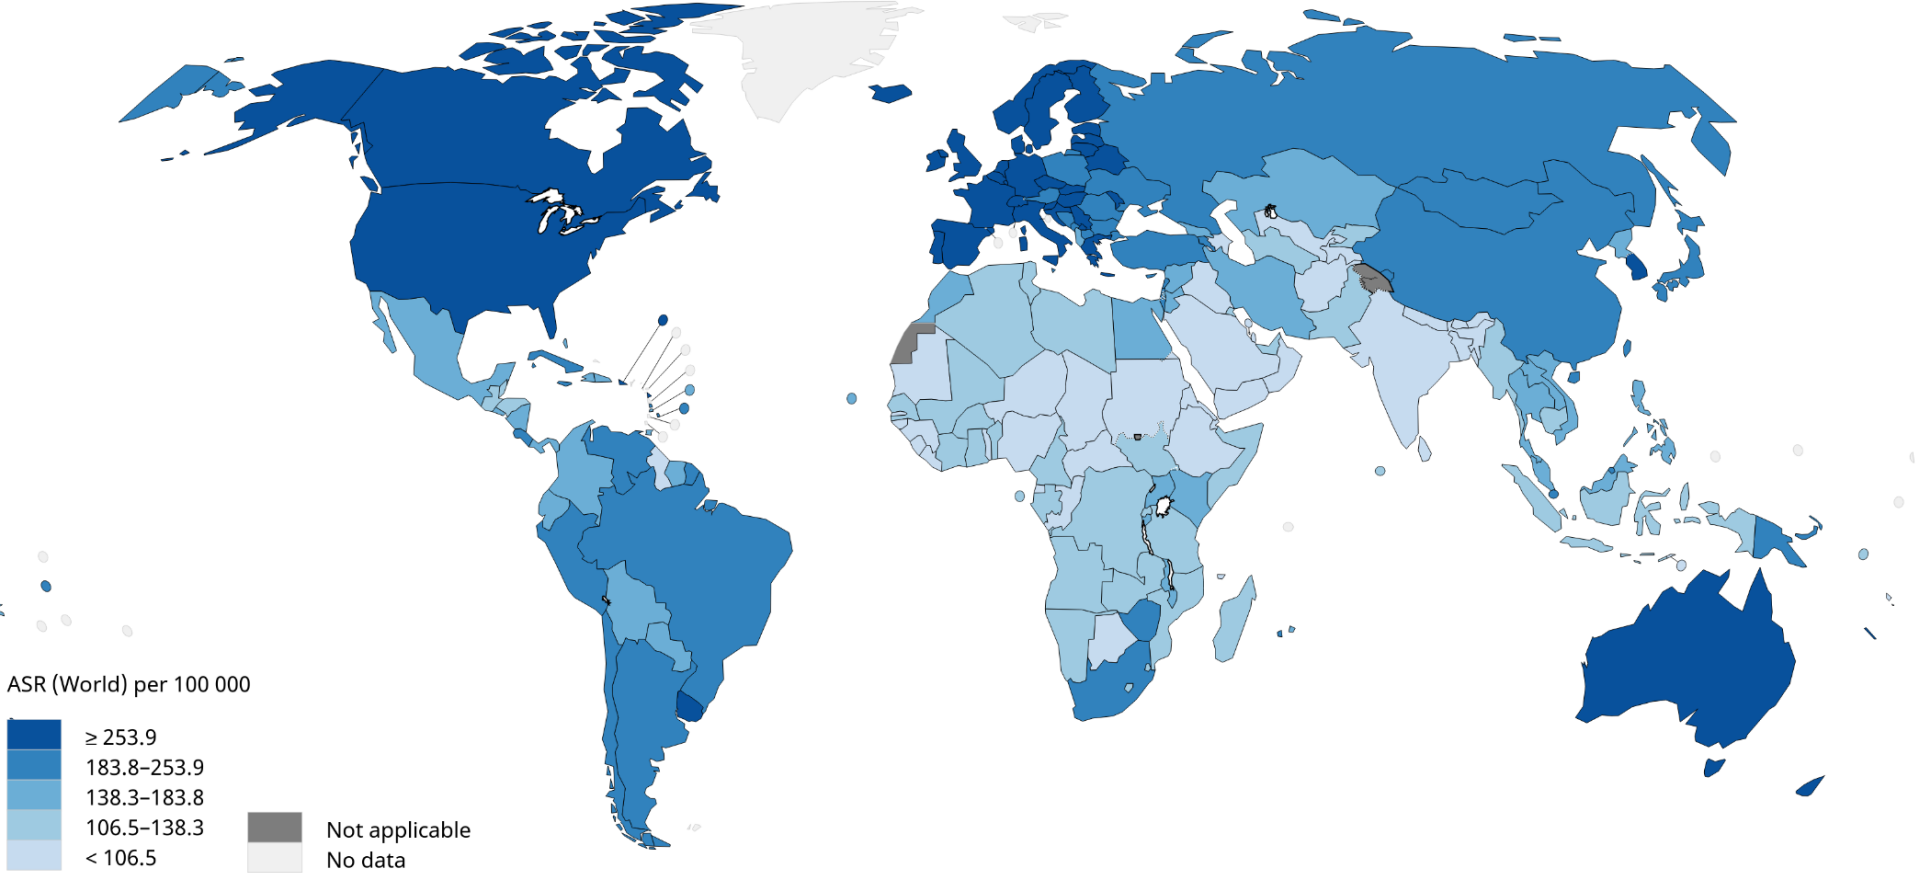 ASR (World) per 100 000
≥ 253.9
183.8–253.9
138.3–183.8
106.5–138.3
< 106.5
Not applicable
No data